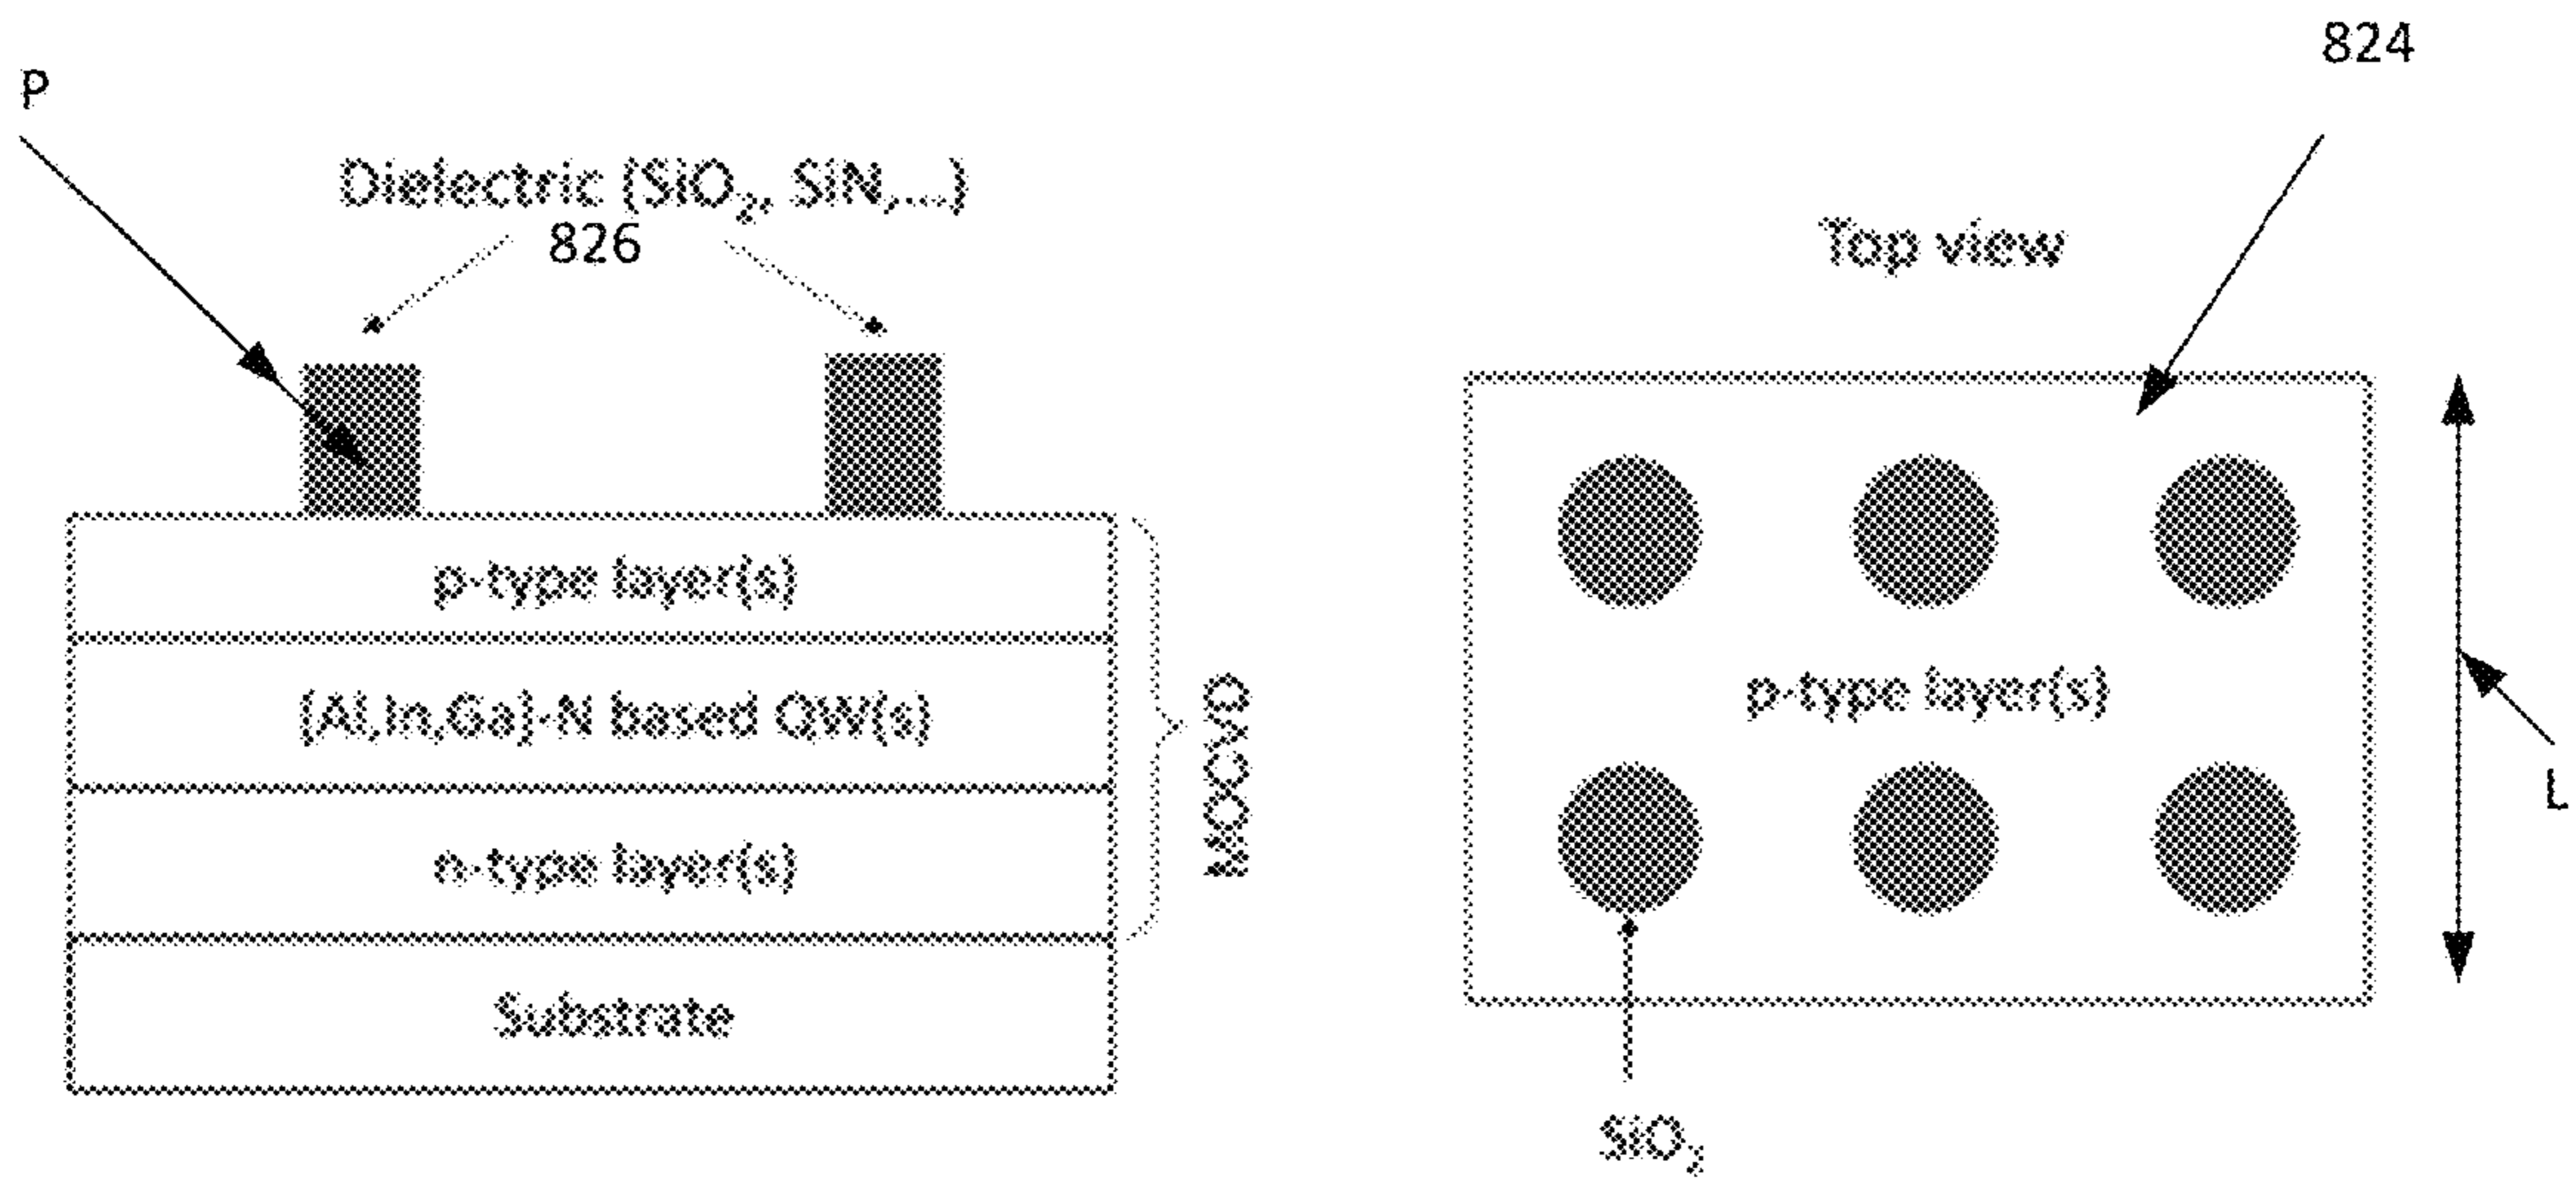 P
Dielectric (SiO₂, SiN,...)
826
p-type layer(s)
(Al,In,Ga)-N based QW(s)
n-type layer(s)
Substrate
MOCVD
824
Top view
p-type layer(s)
L
SiO₂